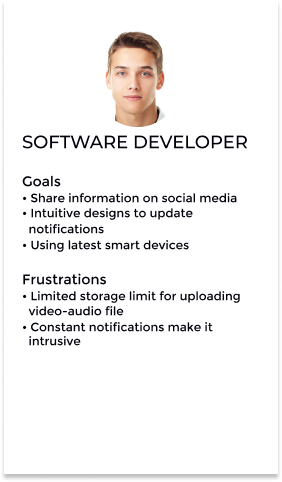 SOFTWARE DEVELOPER
Goals
• Share information on social media
• Intuitive designs to update
notifications
• Using latest smart devices
Frustrations
• Limited storage limit for uploading
video-audio file
• Constant notifications make it
intrusive